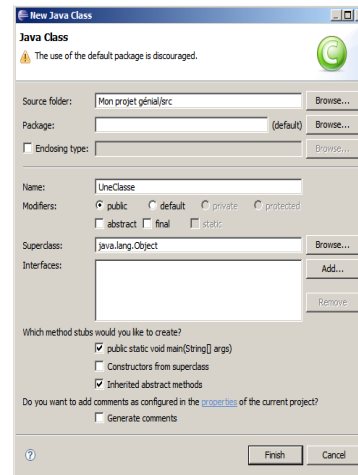 New Java Class
Java Class
The use of the default package is discouraged.
Source folder: Mon projet génial/src Browse...
Package: (default) Browse...
Enclosing type: Browse...
Name: UneClasse
Modifiers: public default private protected
abstract final static
Superclass: java.lang.Object Browse...
Interfaces: Add...
Remove
Which method stubs would you like to create?
public static void main(String[] args)
Constructors from superclass
Inherited abstract methods
Do you want to add comments as configured in the properties of the current project?
Generate comments
? Finish Cancel